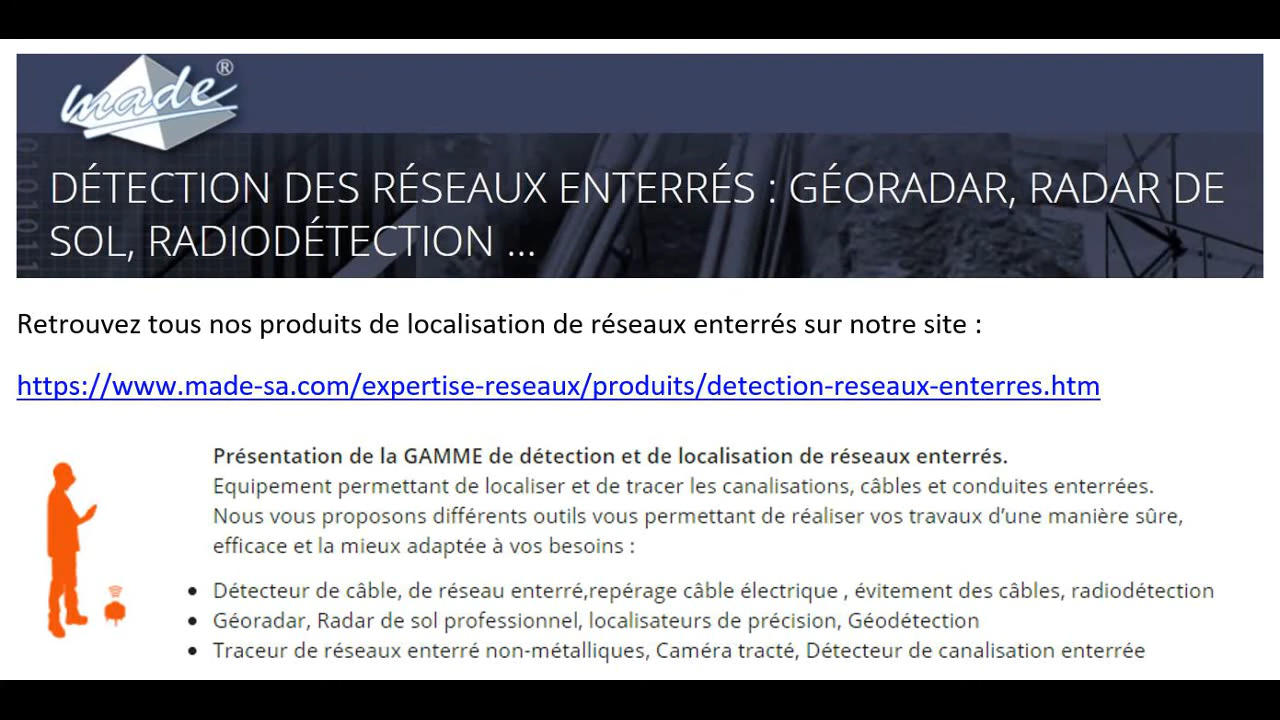 made®
DÉTECTION DES RÉSEAUX ENTERRÉS : GÉORADAR, RADAR DE
SOL, RADIODÉTECTION ...
Retrouvez tous nos produits de localisation de réseaux enterrés sur notre site :
https://www.made-sa.com/expertise-reseaux/produits/detection-reseaux-enterres.htm
Présentation de la GAMME de détection et de localisation de réseaux enterrés.
Equipement permettant de localiser et de tracer les canalisations, câbles et conduites enterrées.
Nous vous proposons différents outils vous permettant de réaliser vos travaux d’une manière sûre,
efficace et la mieux adaptée à vos besoins :
• Détecteur de câble, de réseau enterré,repérage câble électrique , évitement des câbles, radiodétection
• Géoradar, Radar de sol professionnel, localisateurs de précision, Géodétection
• Traceur de réseaux enterré non-métalliques, Caméra tracté, Détecteur de canalisation enterrée